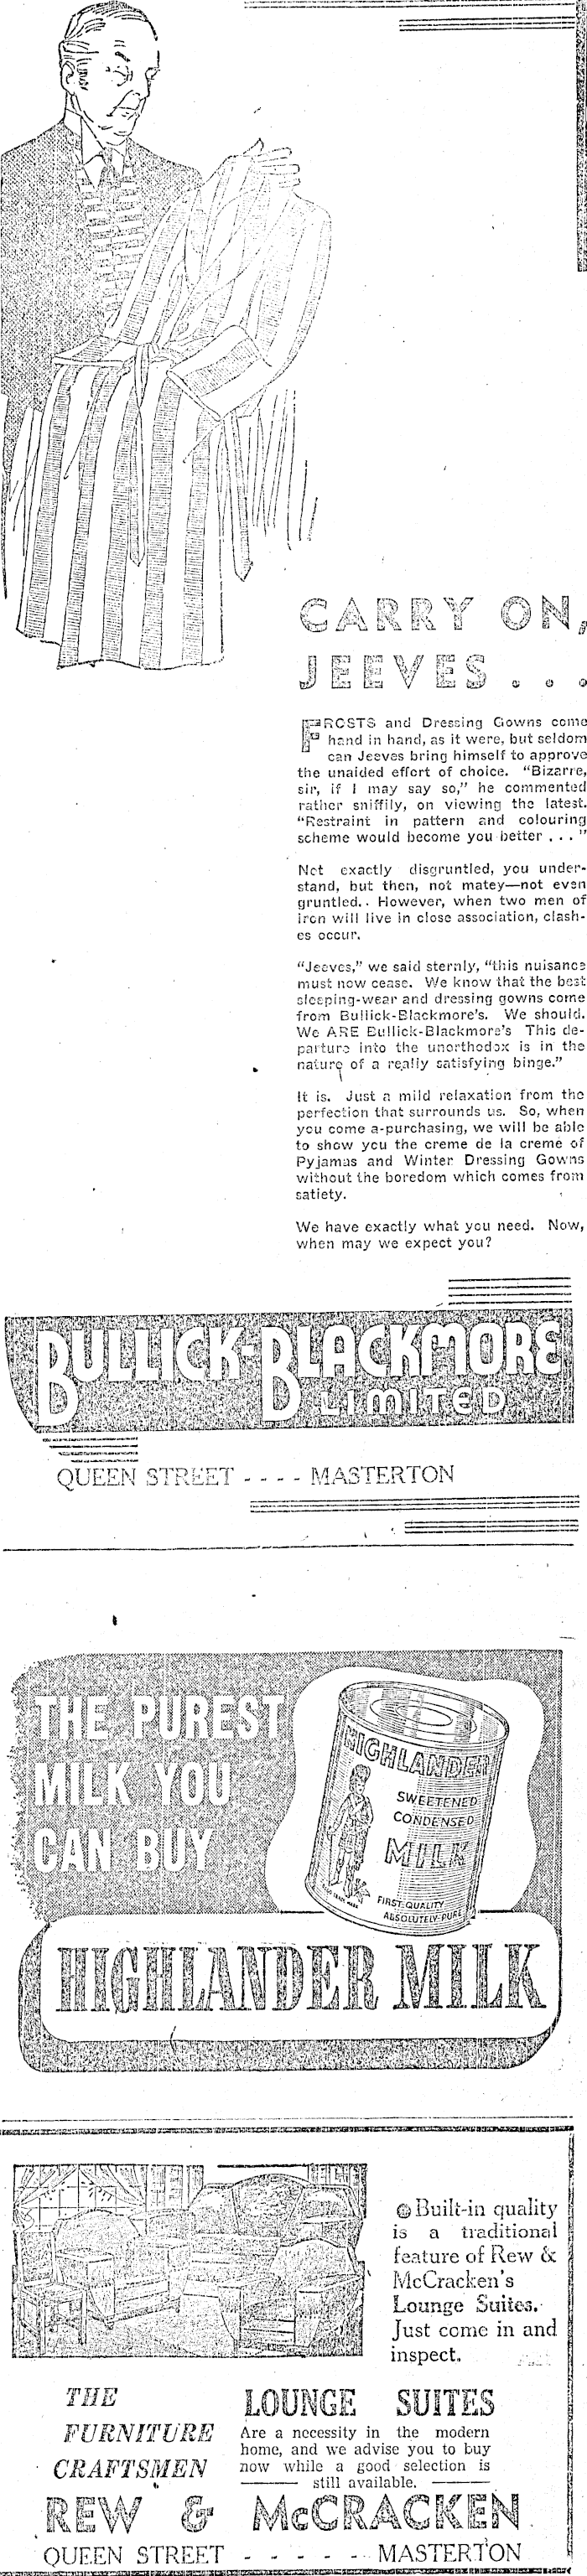 CARRY ON,
JEEVES . . .
FROSTS and Dressing Gowns come
hand in hand, as it were, but seldom
can Jeeves bring himself to approve
the unaided effort of choice. "Bizarre,
sir, if I may say so," he commented
rather sniffily, on viewing the latest.
"Restraint in pattern and colouring
scheme would become you better . . . "
Not exactly disgruntled, you under-
stand, but then, not matey—not even
gruntled.. However, when two men of
iron will live in close association, clash-
es occur.
"Jeeves," we said sternly, "this nuisance
must now cease. We know that the best
sleeping-wear and dressing gowns come
from Bullick-Blackmore's. We should.
We ARE Bullick-Blackmore's This de-
parture into the unorthodox is in the
nature of a really satisfying binge."
It is. Just a mild relaxation from the
perfection that surrounds us. So, when
you come a-purchasing, we will be able
to show you the creme de la creme of
Pyjamas and Winter Dressing Gowns
without the boredom which comes from
satiety.
We have exactly what you need. Now,
when may we expect you?
BULLICK-BLACKMORE
LIMITED
QUEEN STREET - - - - MASTERTON
THE PUREST
MILK YOU
CAN BUY
HIGHLANDER
SWEETENED
CONDENSED
MILK
FIRST QUALITY
ABSOLUTELY PURE
HIGHLANDER MILK
Built-in quality
is a traditional
feature of Rew &
McCracken's
Lounge Suites.
Just come in and
inspect.
THE
FURNITURE
CRAFTSMEN
LOUNGE SUITES
Are a necessity in the modern
home, and we advise you to buy
now while a good selection is
still available.
REW & McCRACKEN
QUEEN STREET - - - - - MASTERTON